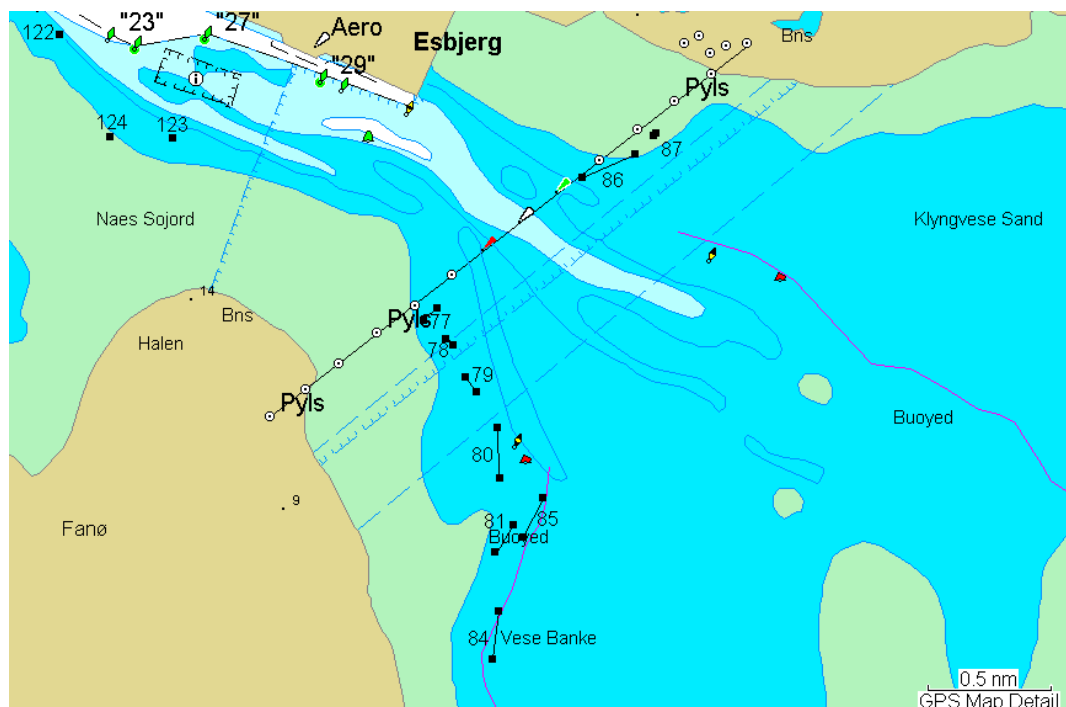 "23"
"27"
Aero
122
Esbjerg
Bns
"29"
Pyls
124
123
87
86
Naes Sojord
Klyngvese Sand
14
Bns
Pyls
77
Halen
78
79
Pyls
Buoyed
80
9
Fanø
81
85
Buoyed
84
Vese Banke
0.5 nm
GPS Map Detail